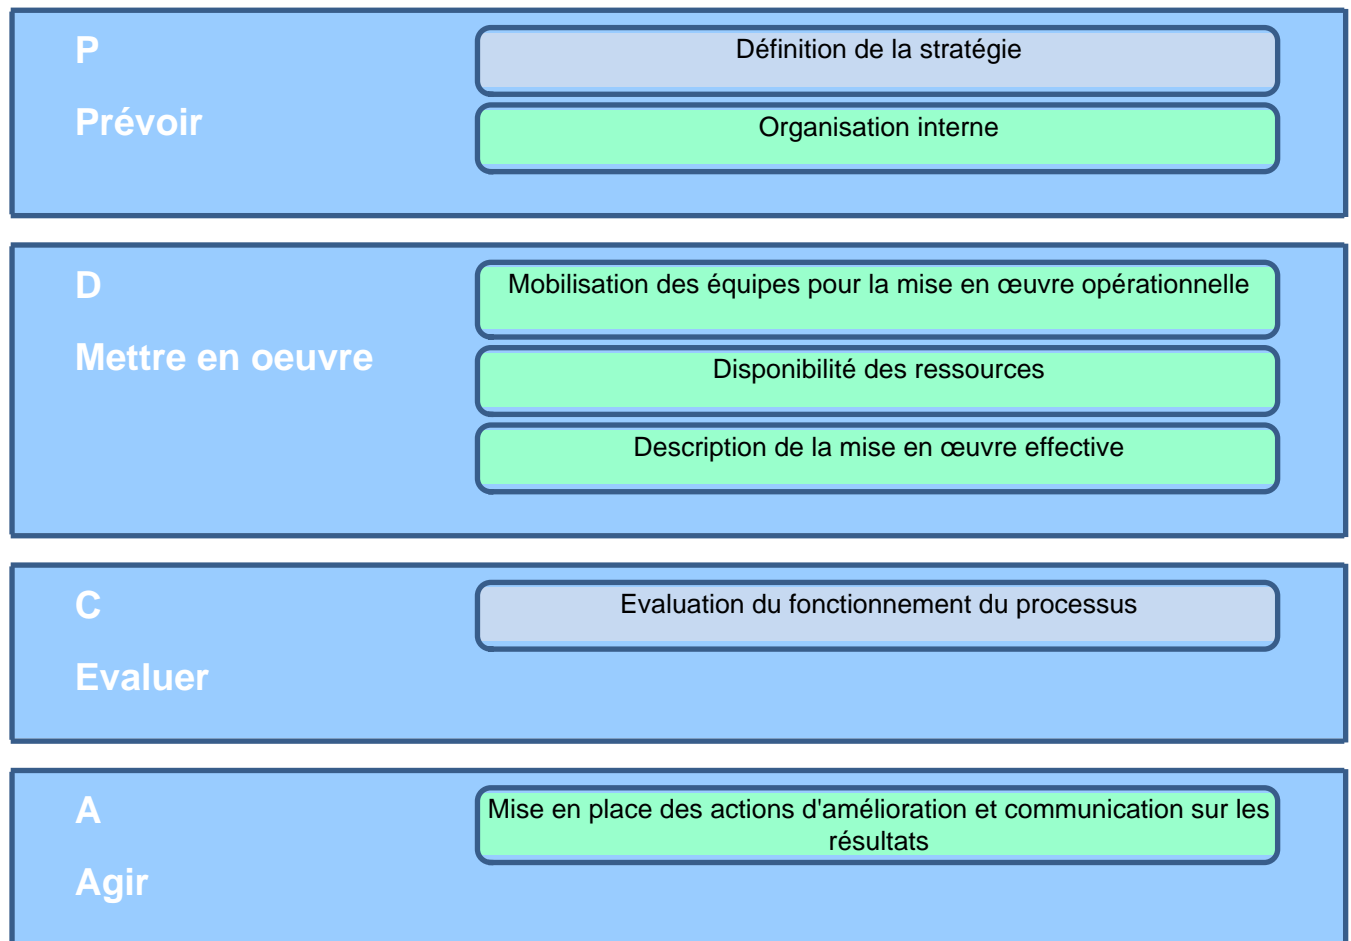 P
Prévoir
Définition de la stratégie
Organisation interne
D
Mettre en oeuvre
Mobilisation des équipes pour la mise en œuvre opérationnelle
Disponibilité des ressources
Description de la mise en œuvre effective
C
Evaluer
Evaluation du fonctionnement du processus
A
Agir
Mise en place des actions d'amélioration et communication sur les
résultats